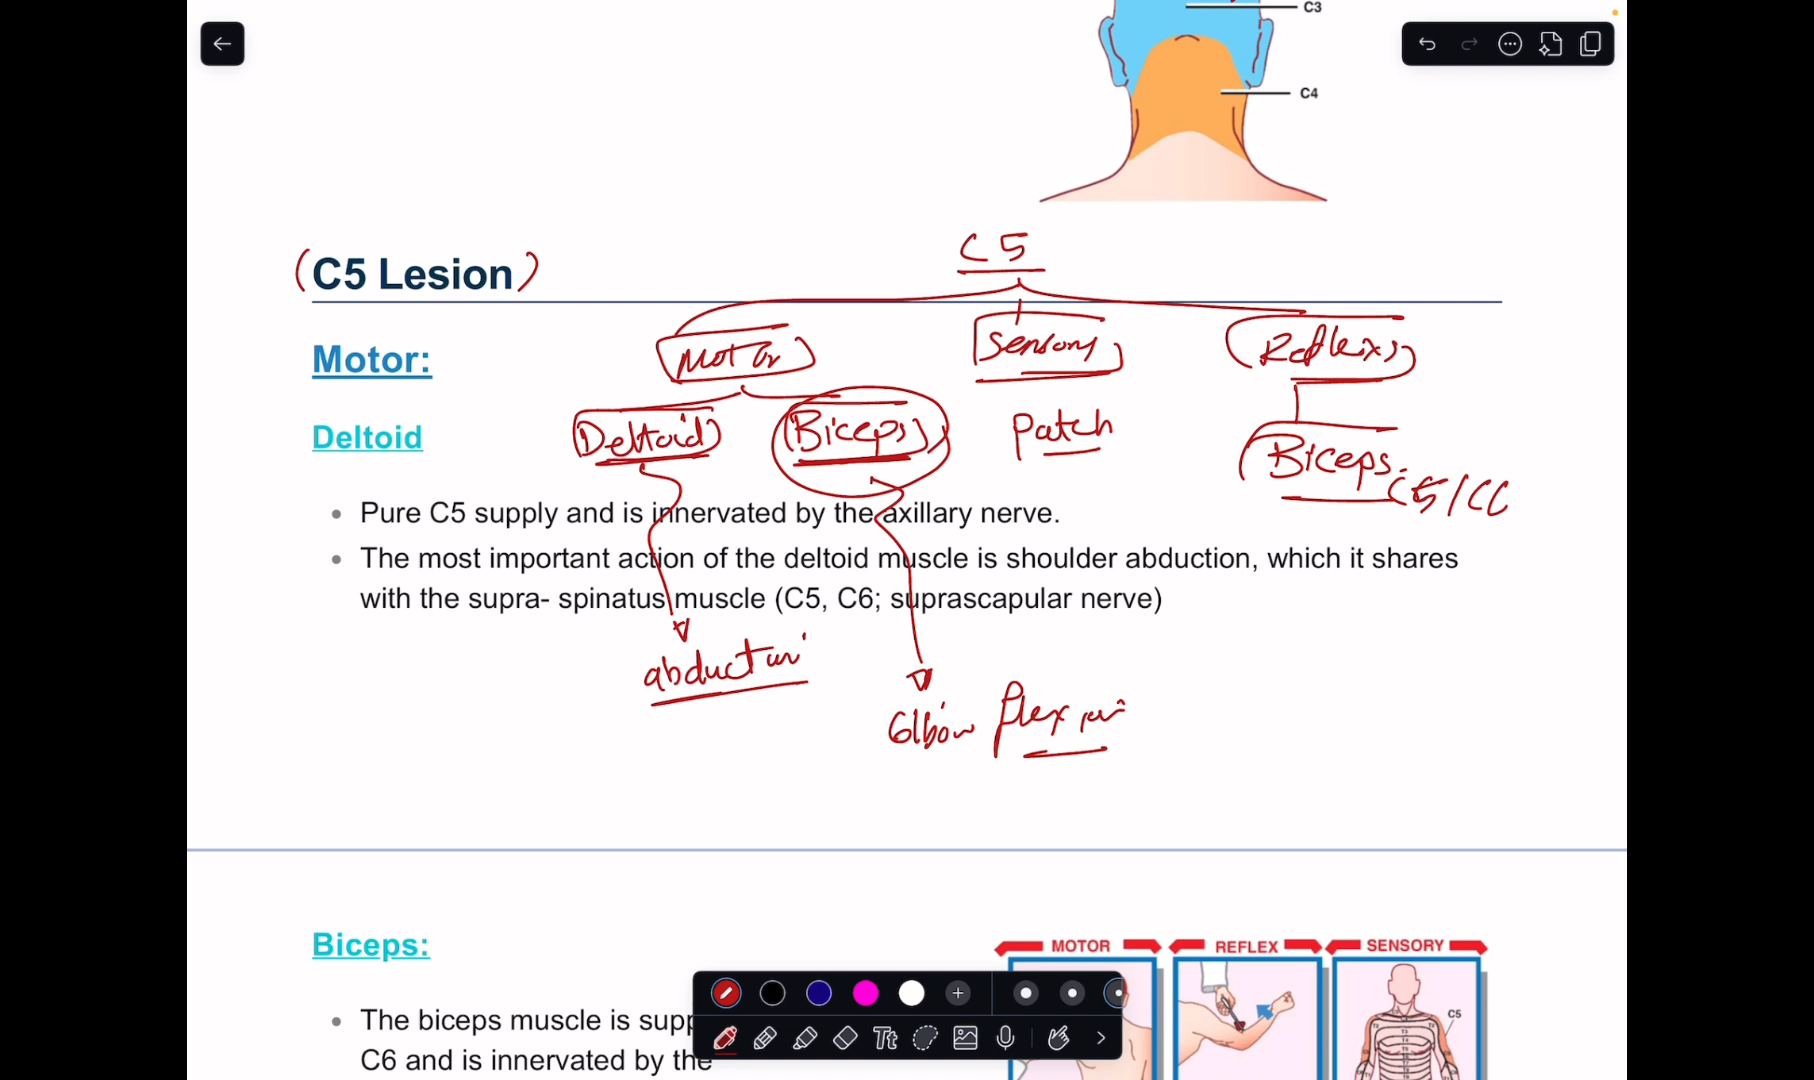 C3
C4
C5
(C5 Lesion)
Motor:
Motor
Sensory
Reflexes
Deltoid
Deltoid
Biceps
Patch
Biceps
C5/C6
• Pure C5 supply and is innervated by the axillary nerve.
• The most important action of the deltoid muscle is shoulder abduction, which it shares
with the supra- spinatus muscle (C5, C6; suprascapular nerve)
abduction
Elbow flexion
Biceps:
MOTOR
REFLEX
SENSORY
• The biceps muscle is supp
C6 and is innervated by the
C5
Tt